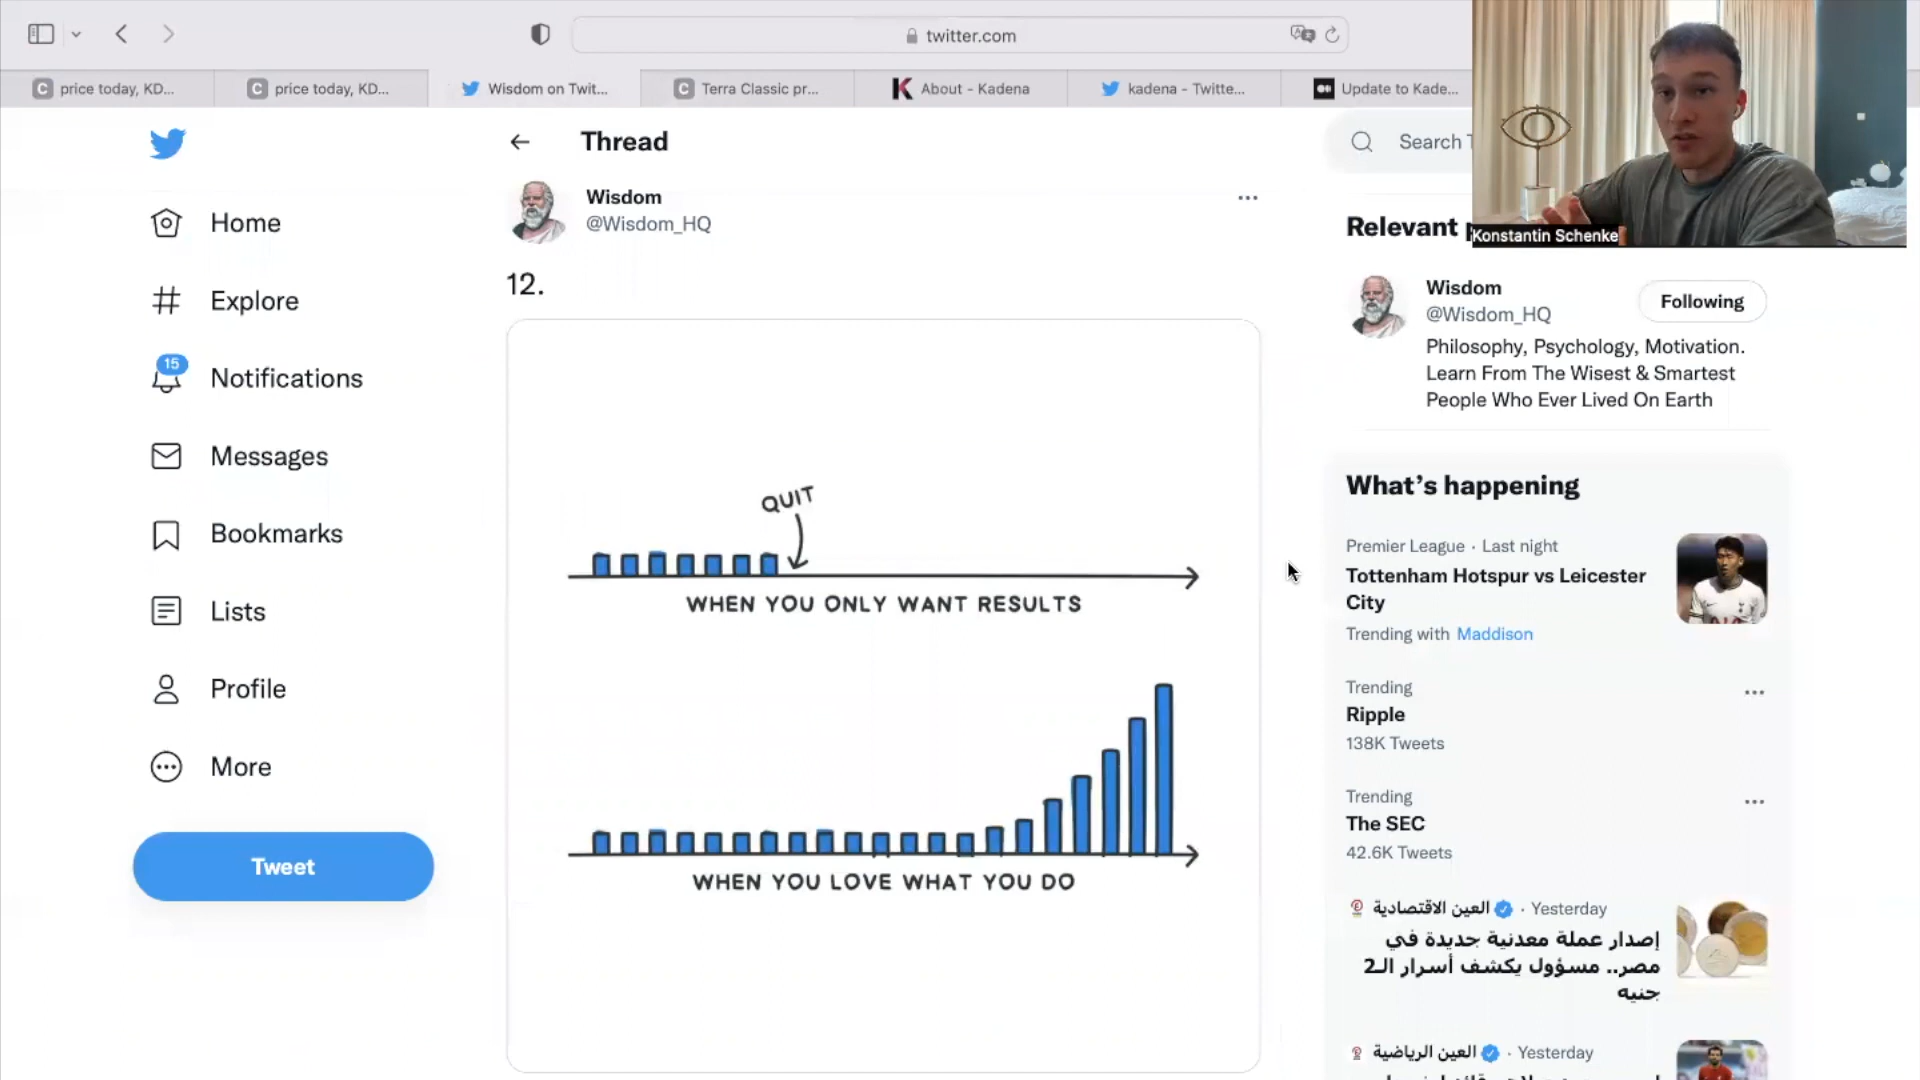 twitter.com
price today, KD...
price today, KD...
Wisdom on Twit...
Terra Classic pr...
About - Kadena
kadena - Twitte...
Update to Kade...
Thread
Search
Konstantin Schenke
Home
Explore
15
Notifications
Messages
Bookmarks
Lists
Profile
More
Tweet
Wisdom
@Wisdom_HQ
12.
QUIT
WHEN YOU ONLY WANT RESULTS
WHEN YOU LOVE WHAT YOU DO
Relevant
Wisdom
@Wisdom_HQ
Following
Philosophy, Psychology, Motivation.
Learn From The Wisest & Smartest
People Who Ever Lived On Earth
What's happening
Premier League · Last night
Tottenham Hotspur vs Leicester
City
Trending with Maddison
Trending
Ripple
138K Tweets
Trending
The SEC
42.6K Tweets
العين الاقتصادية · Yesterday
إصدار عملة معدنية جديدة في
مصر.. مسؤول يكشف أسرار الـ2
جنيه
العين الرياضية · Yesterday